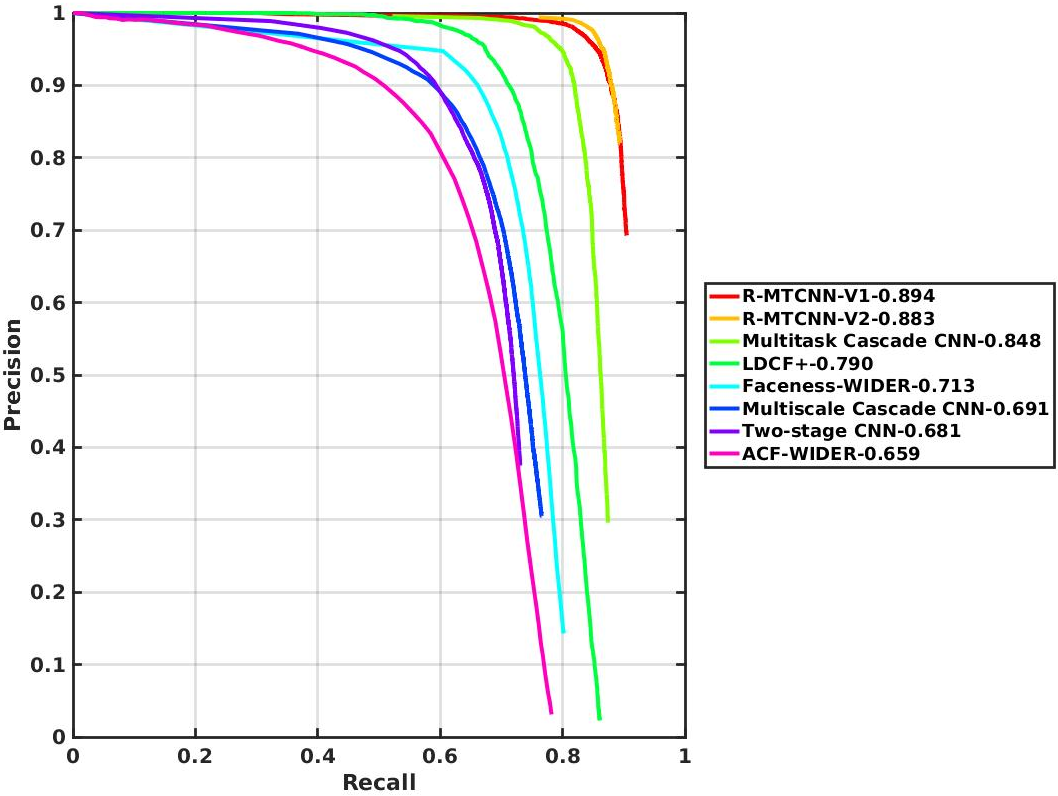 1
0.9
0.8
0.7
0.6
0.5
0.4
0.3
0.2
0.1
0
0 0.2 0.4 0.6 0.8 1
Precision
Recall
R-MTCNN-V1-0.894
R-MTCNN-V2-0.883
Multitask Cascade CNN-0.848
LDCF+-0.790
Faceness-WIDER-0.713
Multiscale Cascade CNN-0.691
Two-stage CNN-0.681
ACF-WIDER-0.659